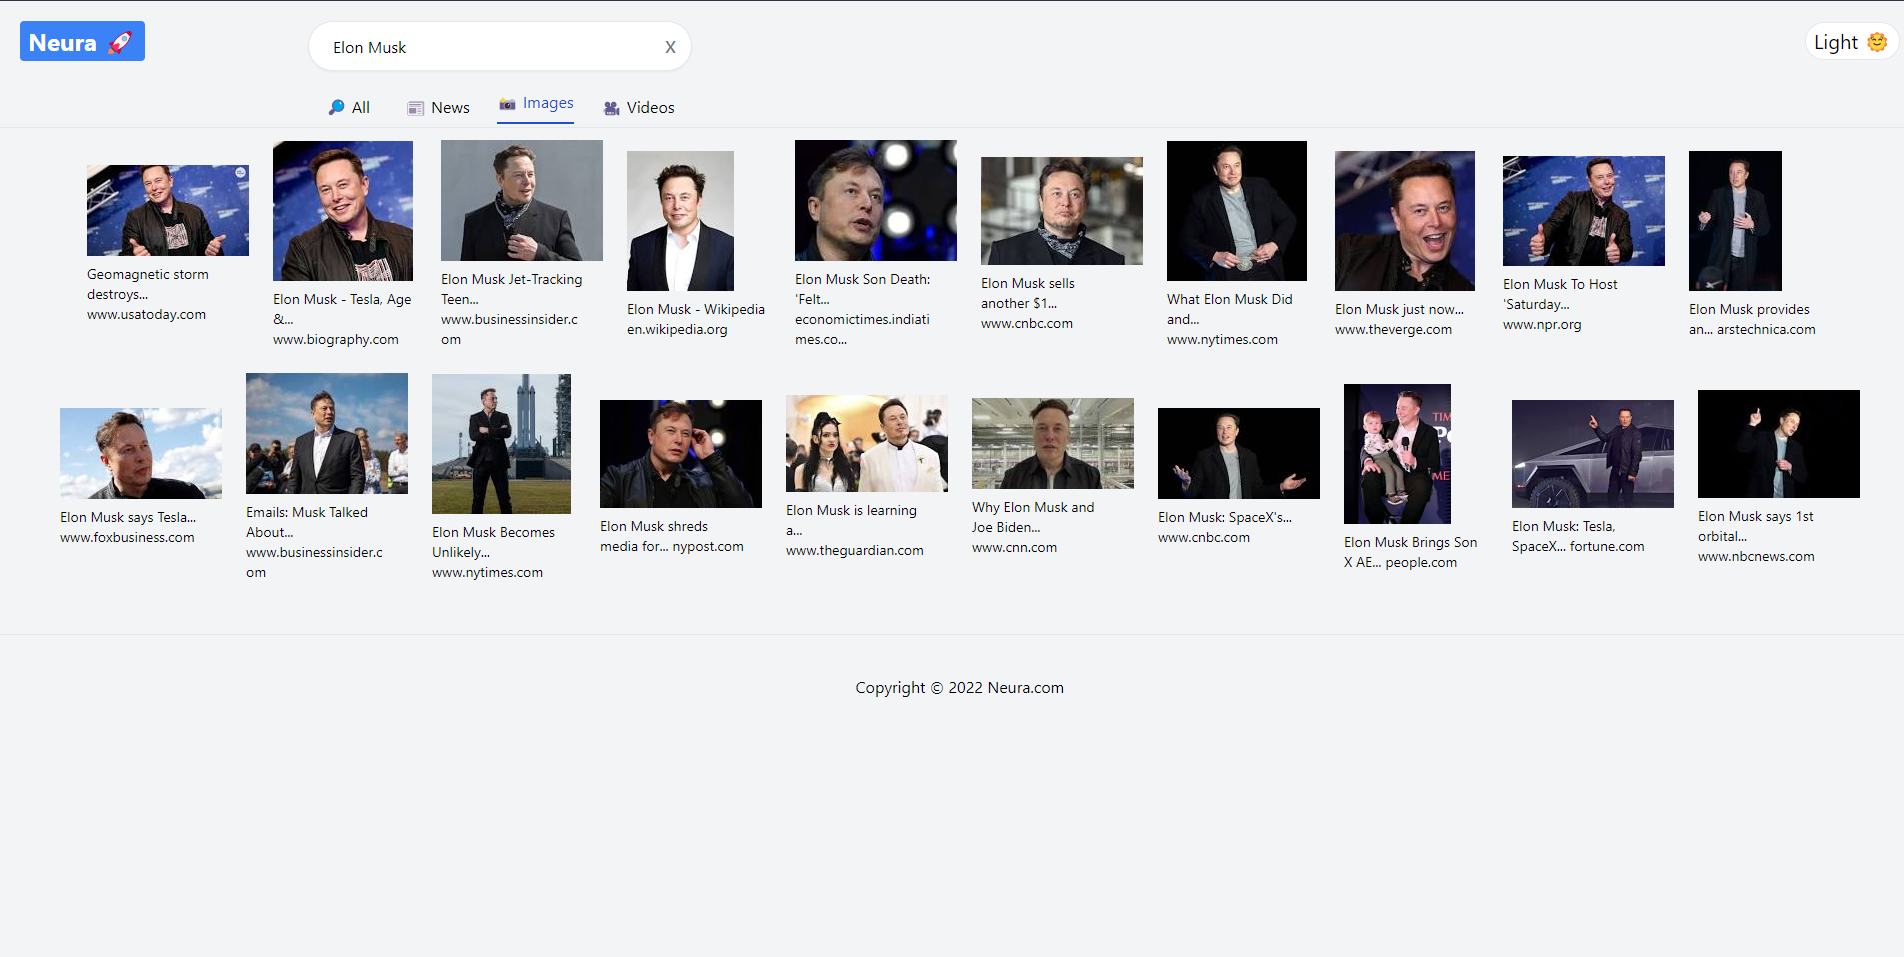 Neura 🚀
Elon Musk
X
Light 🌞
🔎 All
📰 News
📸 Images
🎥 Videos
Geomagnetic storm
destroys...
www.usatoday.com
Elon Musk - Tesla, Age
&...
www.biography.com
Elon Musk Jet-Tracking
Teen...
www.businessinsider.c
om
Elon Musk - Wikipedia
en.wikipedia.org
Elon Musk Son Death:
'Felt...
economictimes.indiati
mes.co...
Elon Musk sells
another $1...
www.cnbc.com
What Elon Musk Did
and...
www.nytimes.com
Elon Musk just now...
www.theverge.com
Elon Musk To Host
'Saturday...
www.npr.org
Elon Musk provides
an... arstechnica.com
Elon Musk says Tesla...
www.foxbusiness.com
Emails: Musk Talked
About...
www.businessinsider.c
om
Elon Musk Becomes
Unlikely...
www.nytimes.com
Elon Musk shreds
media for... nypost.com
Elon Musk is learning
a...
www.theguardian.com
Why Elon Musk and
Joe Biden...
www.cnn.com
Elon Musk: SpaceX's...
www.cnbc.com
TIM
ME
Elon Musk Brings Son
X AE... people.com
Elon Musk: Tesla,
SpaceX... fortune.com
Elon Musk says 1st
orbital...
www.nbcnews.com
Copyright © 2022 Neura.com